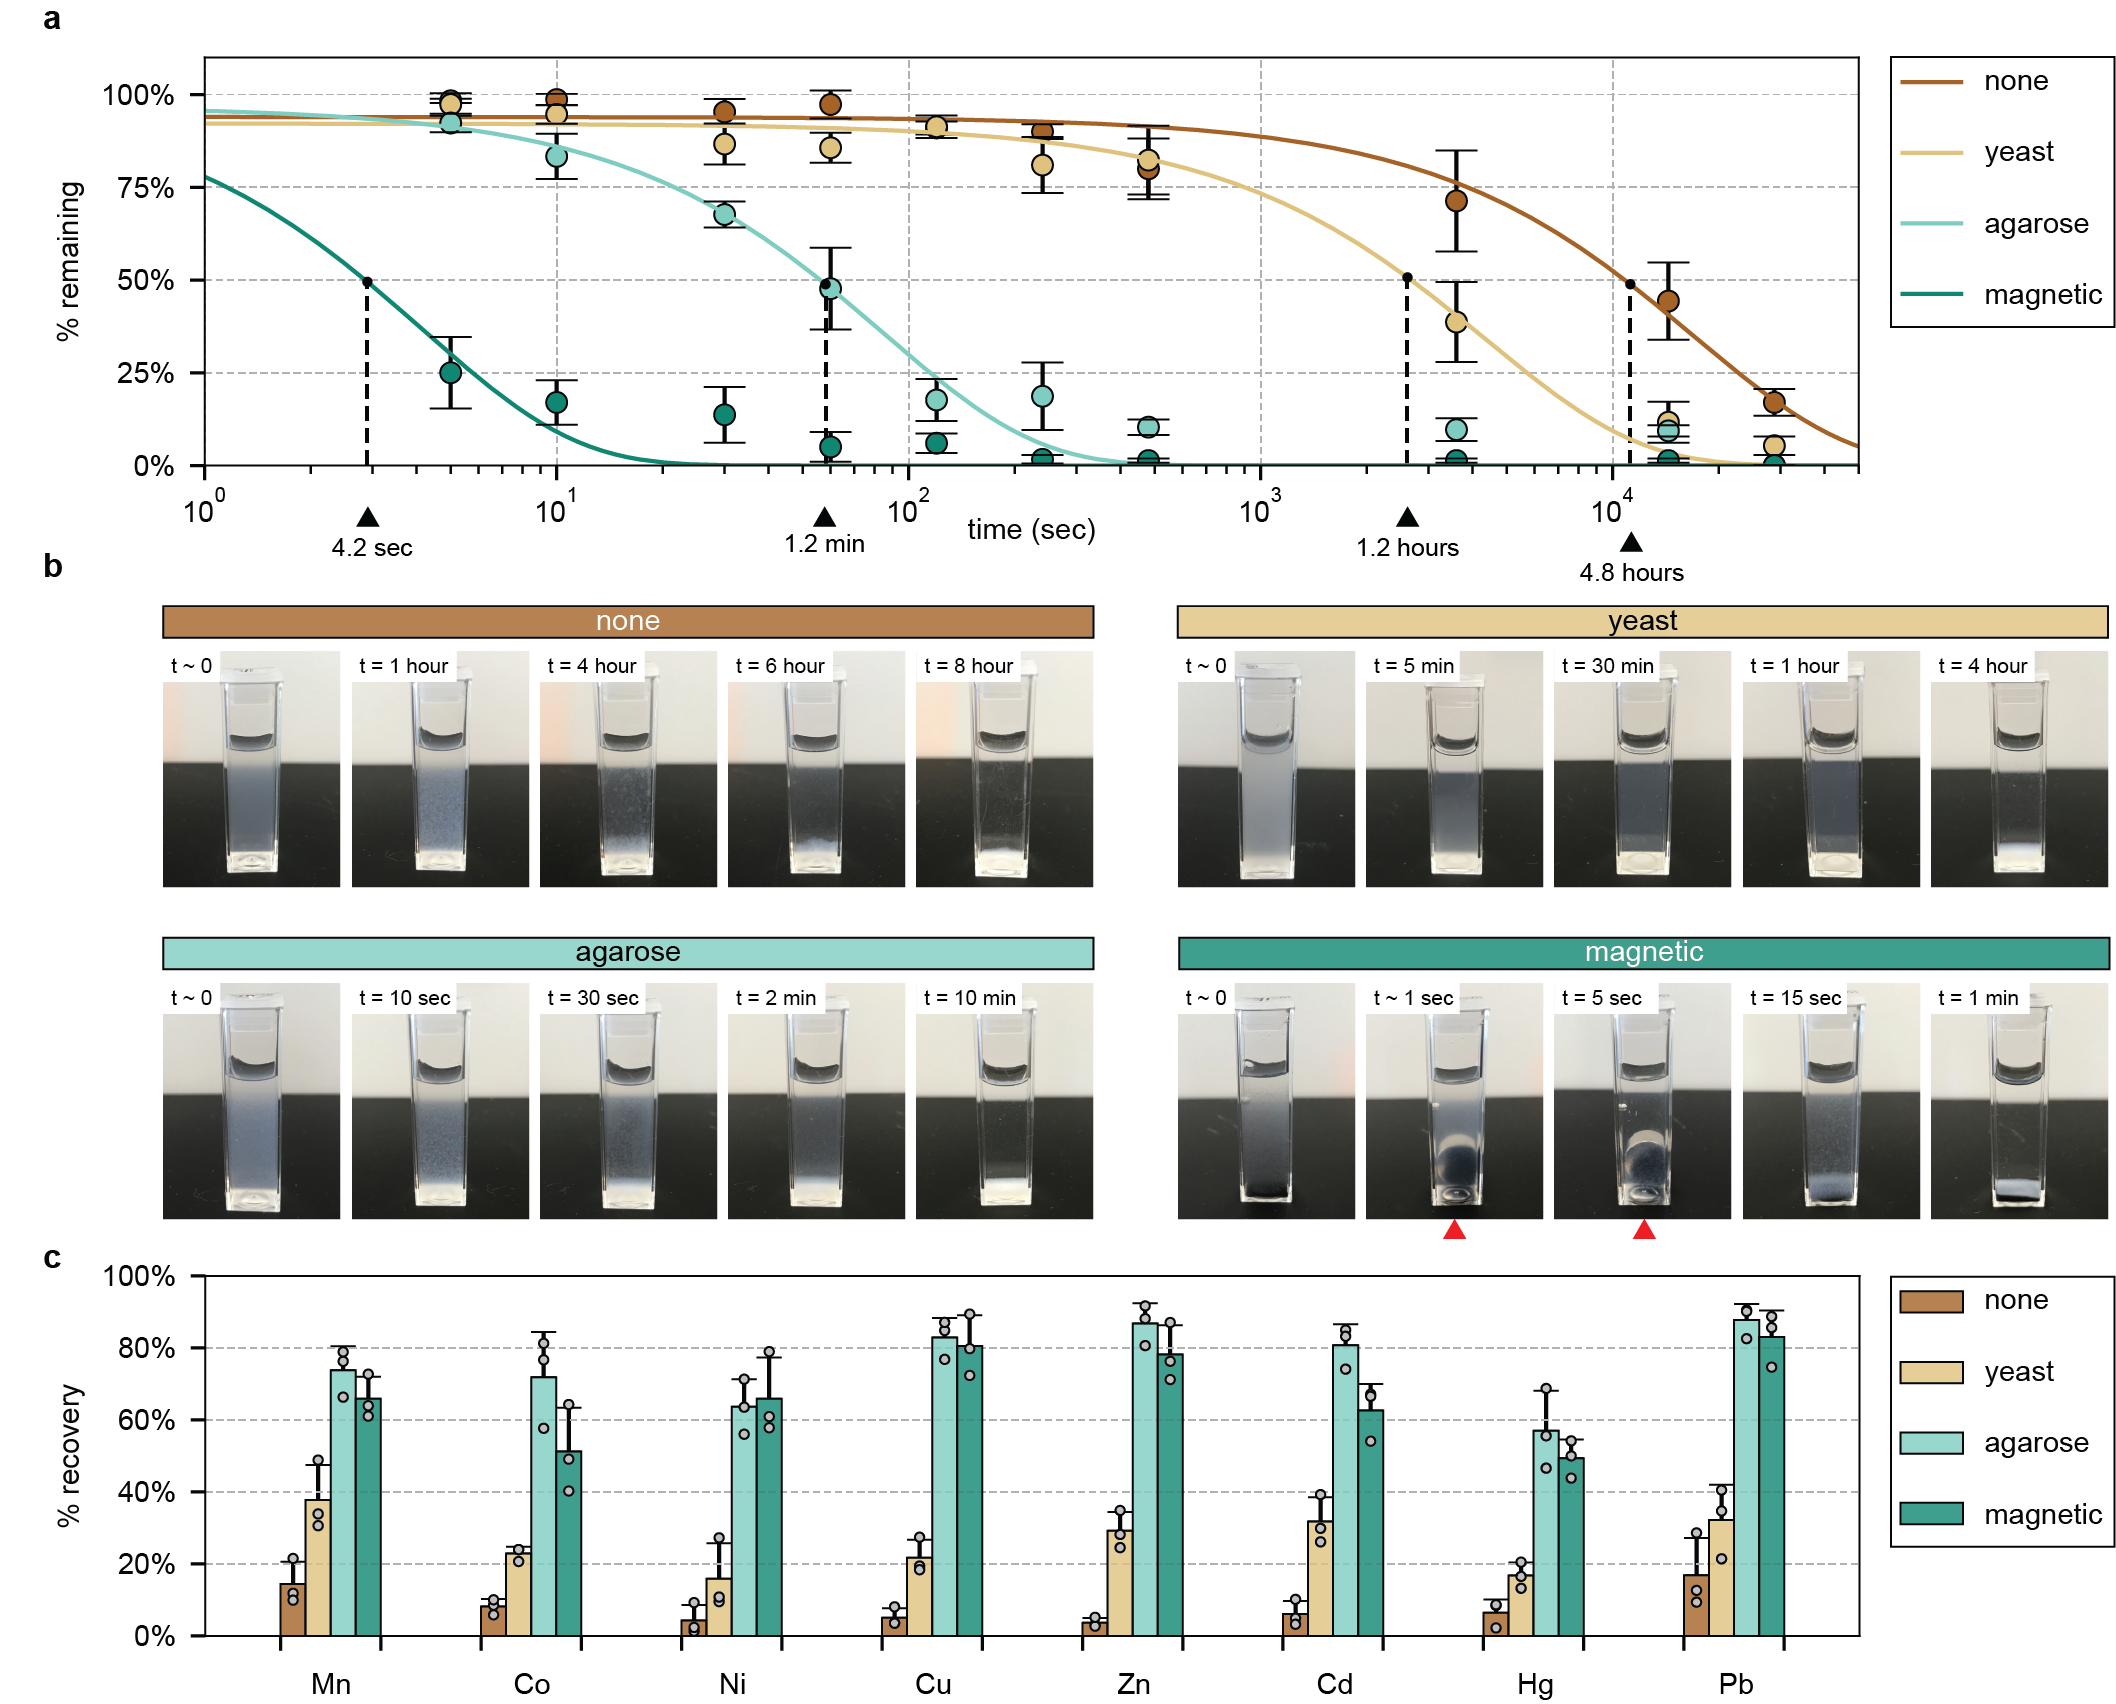 a
100%
75%
50%
25%
0%
% remaining
10^0
10^1
10^2
10^3
10^4
time (sec)
4.2 sec
1.2 min
1.2 hours
4.8 hours
none
yeast
agarose
magnetic
b
none
t ~ 0
t = 1 hour
t = 4 hour
t = 6 hour
t = 8 hour
yeast
t ~ 0
t = 5 min
t = 30 min
t = 1 hour
t = 4 hour
agarose
t ~ 0
t = 10 sec
t = 30 sec
t = 2 min
t = 10 min
magnetic
t ~ 0
t ~ 1 sec
t = 5 sec
t = 15 sec
t = 1 min
c
100%
80%
60%
40%
20%
0%
% recovery
Mn
Co
Ni
Cu
Zn
Cd
Hg
Pb
none
yeast
agarose
magnetic